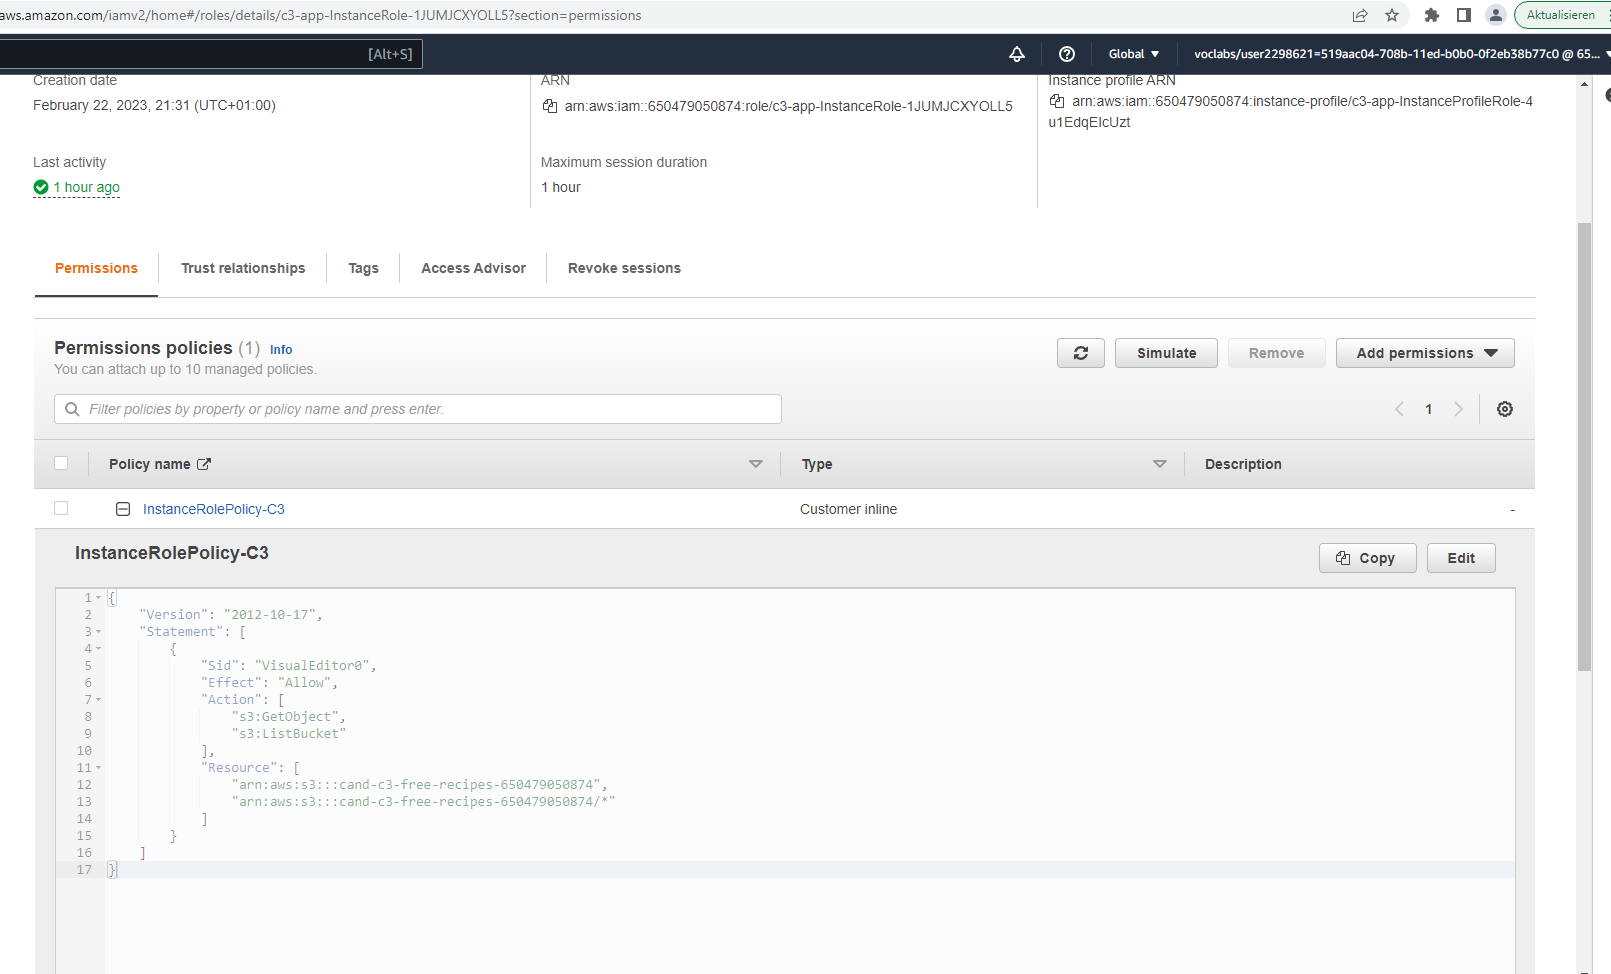 aws.amazon.com/iamv2/home#/roles/details/c3-app-InstanceRole-1JUMJCXYOLL5?section=permissions
Aktualisieren
[Alt+S]
Global
voclabs/user2298621=519aac04-708b-11ed-b0b0-0f2eb38b77c0 @ 65...
Creation date
February 22, 2023, 21:31 (UTC+01:00)
ARN
arn:aws:iam::650479050874:role/c3-app-InstanceRole-1JUMJCXYOLL5
Instance profile ARN
arn:aws:iam::650479050874:instance-profile/c3-app-InstanceProfileRole-4
u1EdqEIcUzt
Last activity
1 hour ago
Maximum session duration
1 hour
Permissions
Trust relationships
Tags
Access Advisor
Revoke sessions
Permissions policies (1) Info
You can attach up to 10 managed policies.
Simulate
Remove
Add permissions
Filter policies by property or policy name and press enter.
1
Policy name
Type
Description
InstanceRolePolicy-C3
Customer inline
-
InstanceRolePolicy-C3
Copy
Edit
1 {
2 "Version": "2012-10-17",
3 "Statement": [
4 {
5 "Sid": "VisualEditor0",
6 "Effect": "Allow",
7 "Action": [
8 "s3:GetObject",
9 "s3:ListBucket"
10 ],
11 "Resource": [
12 "arn:aws:s3:::cand-c3-free-recipes-650479050874",
13 "arn:aws:s3:::cand-c3-free-recipes-650479050874/*"
14 ]
15 }
16 ]
17 }